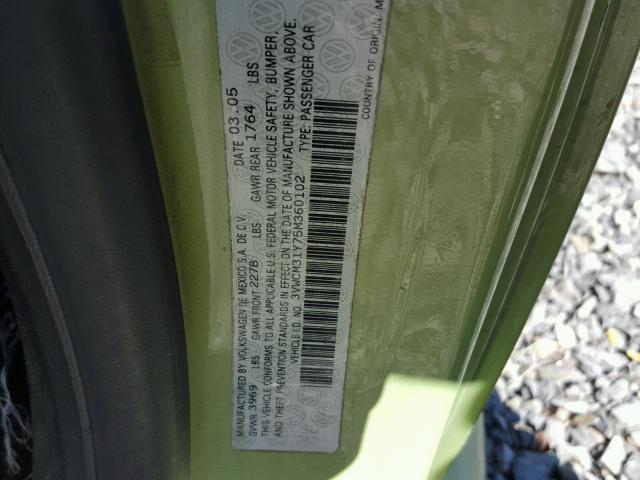 MANUFACTURED BY VOLKSWAGEN DE MEXICO S.A. DE C.V. DATE 03.05
GVWR 3969 LBS GAWR FRONT 2278 LBS GAWR REAR 1764 LBS
THIS VEHICLE CONFORMS TO ALL APPLICABLE U.S. FEDERAL MOTOR VEHICLE SAFETY, BUMPER,
AND THEFT PREVENTION STANDARDS IN EFFECT ON THE DATE OF MANUFACTURE SHOWN ABOVE.
VEHICLE ID. NO. 3VWCM31Y75M360102 TYPE: PASSENGER CAR
COUNTRY OF ORIGIN: M